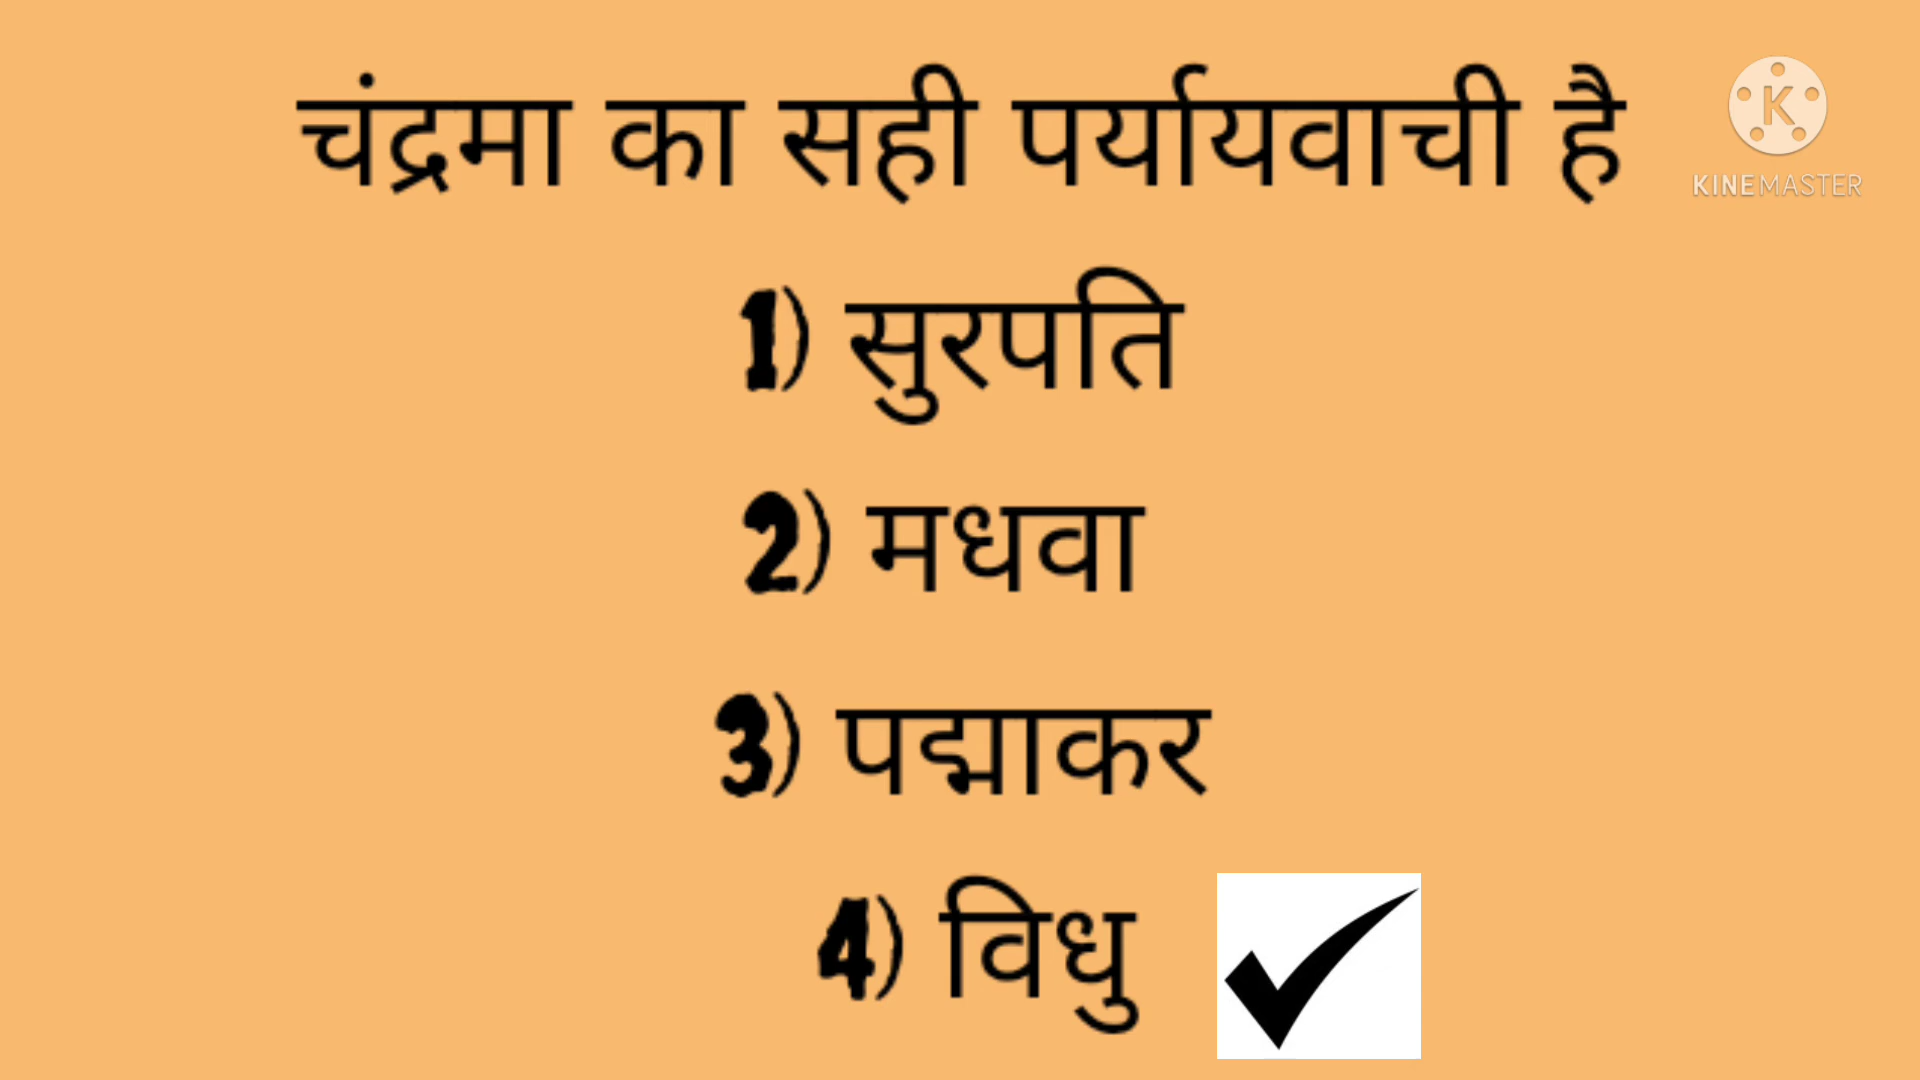 चंद्रमा का सही पर्यायवाची है
K
KINEMASTER
1) सुरपति
2) मधवा
3) पद्माकर
4) विधु